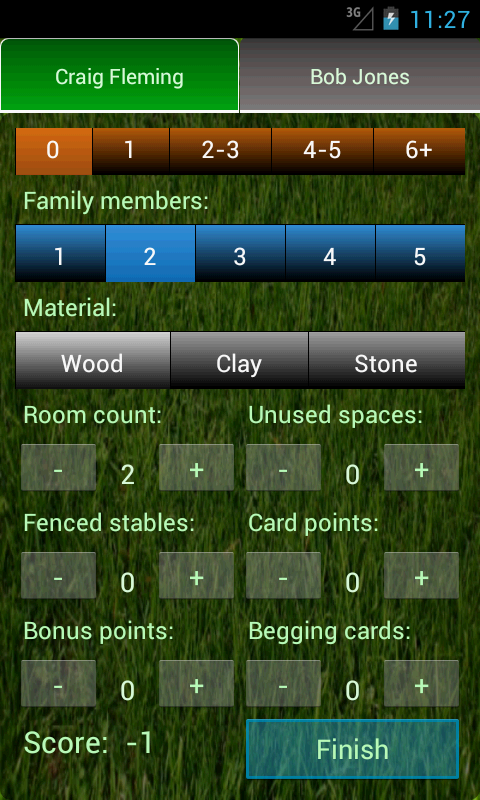 3G 11:27
Craig Fleming Bob Jones
0 1 2-3 4-5 6+
Family members:
1 2 3 4 5
Material:
Wood Clay Stone
Room count: Unused spaces:
- 2 + - 0 +
Fenced stables: Card points:
- 0 + - 0 +
Bonus points: Begging cards:
- 0 + - 0 +
Score: -1 Finish